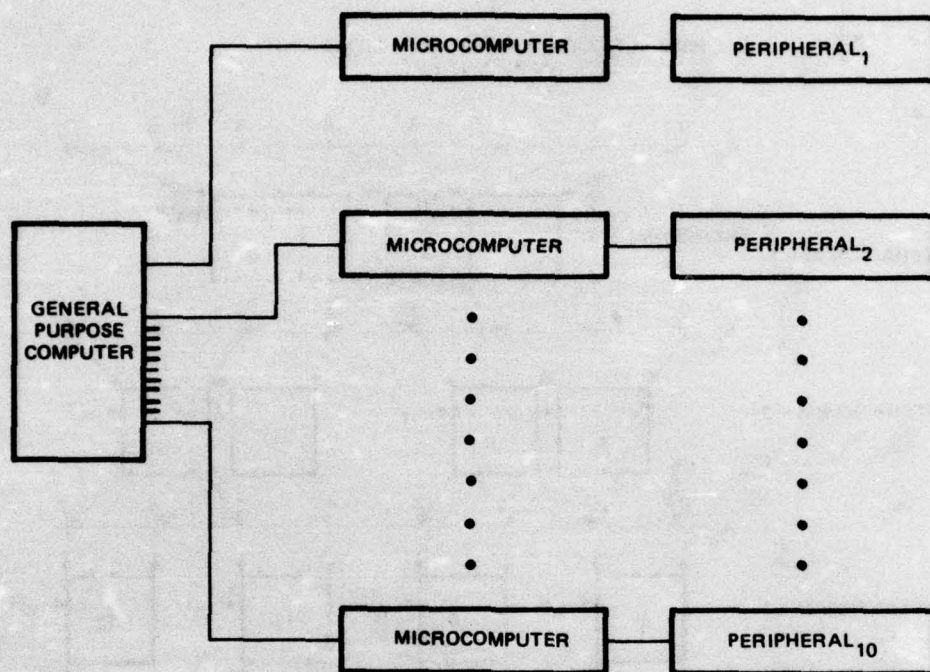 MICROCOMPUTER
PERIPHERAL1
MICROCOMPUTER
PERIPHERAL2
GENERAL
PURPOSE
COMPUTER
MICROCOMPUTER
PERIPHERAL10